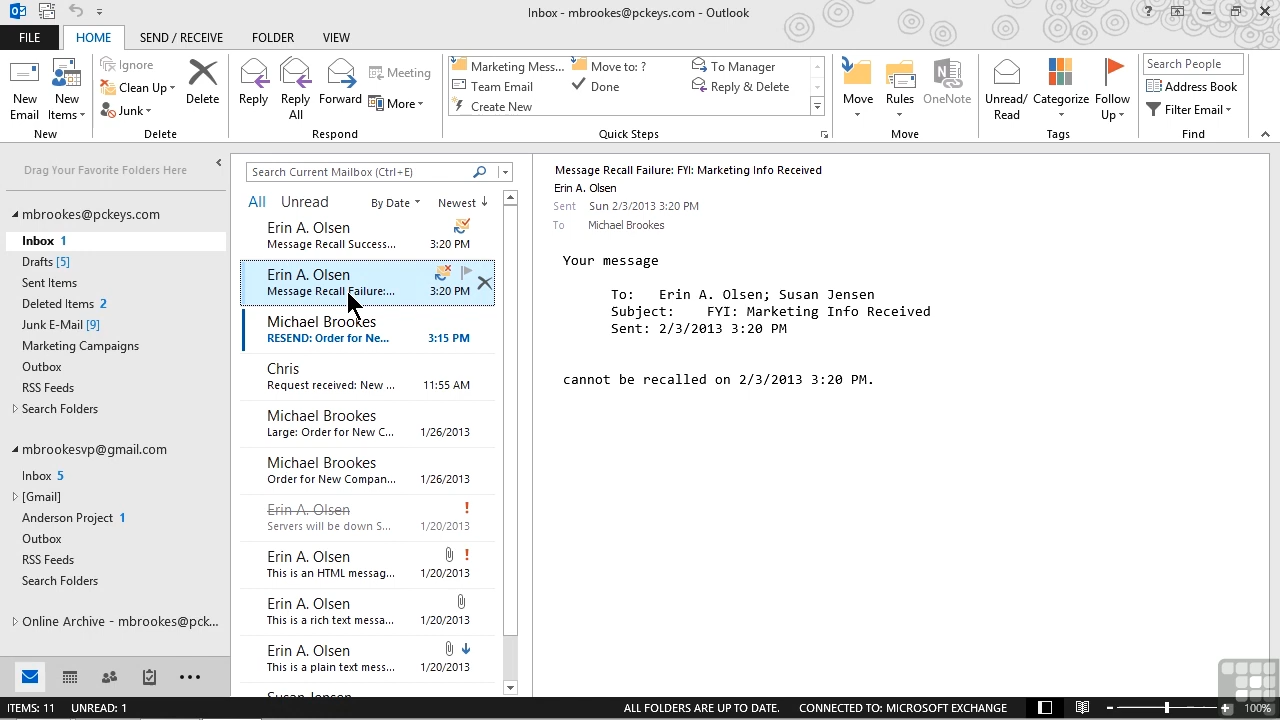 Inbox - mbrookes@pckeys.com - Outlook
FILE HOME SEND / RECEIVE FOLDER VIEW
New Email
New Items
New
Ignore
Clean Up
Junk
Delete
Delete
Reply
Reply All
Forward
Meeting
More
Respond
Marketing Mess...
Team Email
Create New
Move to: ?
Done
To Manager
Reply & Delete
Quick Steps
Move
Rules
OneNote
Move
Unread/ Read
Categorize
Follow Up
Tags
Search People
Address Book
Filter Email
Find
Drag Your Favorite Folders Here
mbrookes@pckeys.com
Inbox 1
Drafts [5]
Sent Items
Deleted Items 2
Junk E-Mail [9]
Marketing Campaigns
Outbox
RSS Feeds
Search Folders
mbrookesvp@gmail.com
Inbox 5
[Gmail]
Anderson Project 1
Outbox
RSS Feeds
Search Folders
Online Archive - mbrookes@pck...
Search Current Mailbox (Ctrl+E)
All Unread By Date Newest
Erin A. Olsen
Message Recall Success... 3:20 PM
Erin A. Olsen
Message Recall Failure:... 3:20 PM
Michael Brookes
RESEND: Order for Ne... 3:15 PM
Chris
Request received: New ... 11:55 AM
Michael Brookes
Large: Order for New C... 1/26/2013
Michael Brookes
Order for New Compan... 1/26/2013
Erin A. Olsen
Servers will be down S... 1/20/2013
Erin A. Olsen
This is an HTML messag... 1/20/2013
Erin A. Olsen
This is a rich text messa... 1/20/2013
Erin A. Olsen
This is a plain text mess... 1/20/2013
Susan Jensen
Message Recall Failure: FYI: Marketing Info Received
Erin A. Olsen
Sent Sun 2/3/2013 3:20 PM
To Michael Brookes
Your message
To: Erin A. Olsen; Susan Jensen
Subject: FYI: Marketing Info Received
Sent: 2/3/2013 3:20 PM
cannot be recalled on 2/3/2013 3:20 PM.
ITEMS: 11 UNREAD: 1 ALL FOLDERS ARE UP TO DATE. CONNECTED TO: MICROSOFT EXCHANGE 100%